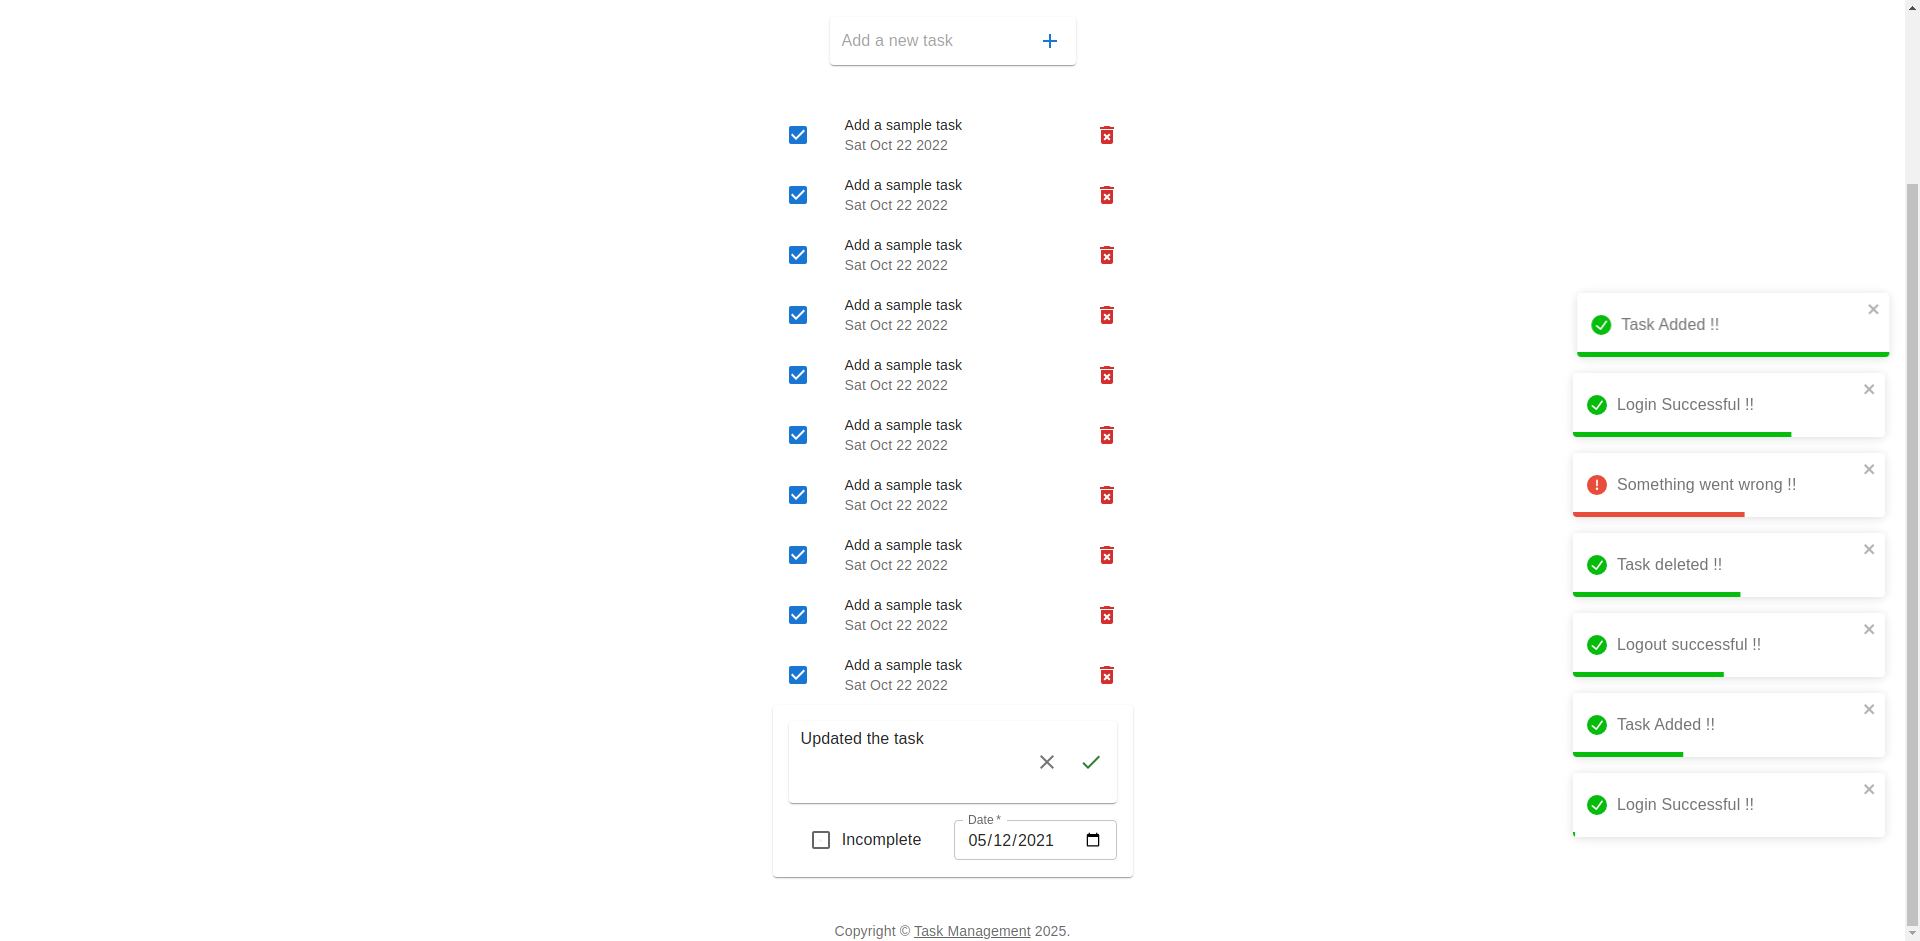 Add a new task
Add a sample task
Sat Oct 22 2022
Add a sample task
Sat Oct 22 2022
Add a sample task
Sat Oct 22 2022
Add a sample task
Sat Oct 22 2022
Add a sample task
Sat Oct 22 2022
Add a sample task
Sat Oct 22 2022
Add a sample task
Sat Oct 22 2022
Add a sample task
Sat Oct 22 2022
Add a sample task
Sat Oct 22 2022
Add a sample task
Sat Oct 22 2022
Updated the task
Incomplete
Date *
05/12/2021
Copyright © Task Management 2025.
Task Added !!
Login Successful !!
Something went wrong !!
Task deleted !!
Logout successful !!
Task Added !!
Login Successful !!